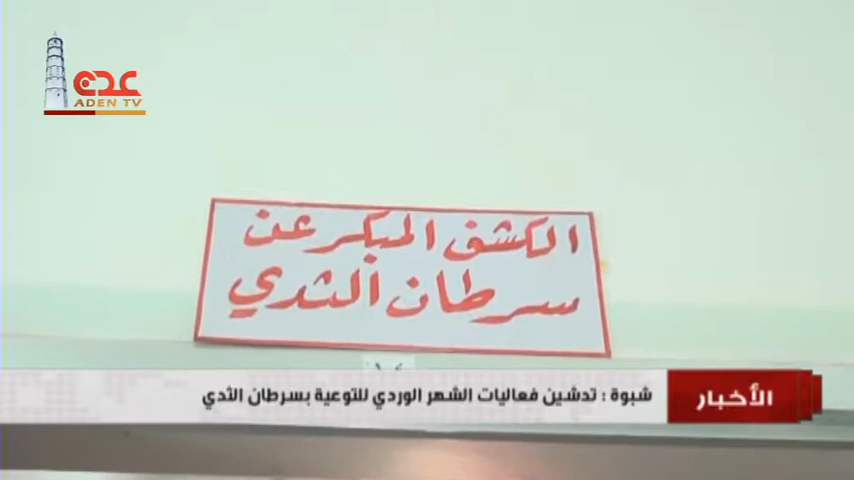 عدن
ADEN TV
الكشف المبكر عن
سرطان الثدي
الأخبار
شبوة : تدشين فعاليات الشهر الوردي للتوعية بسرطان الثدي